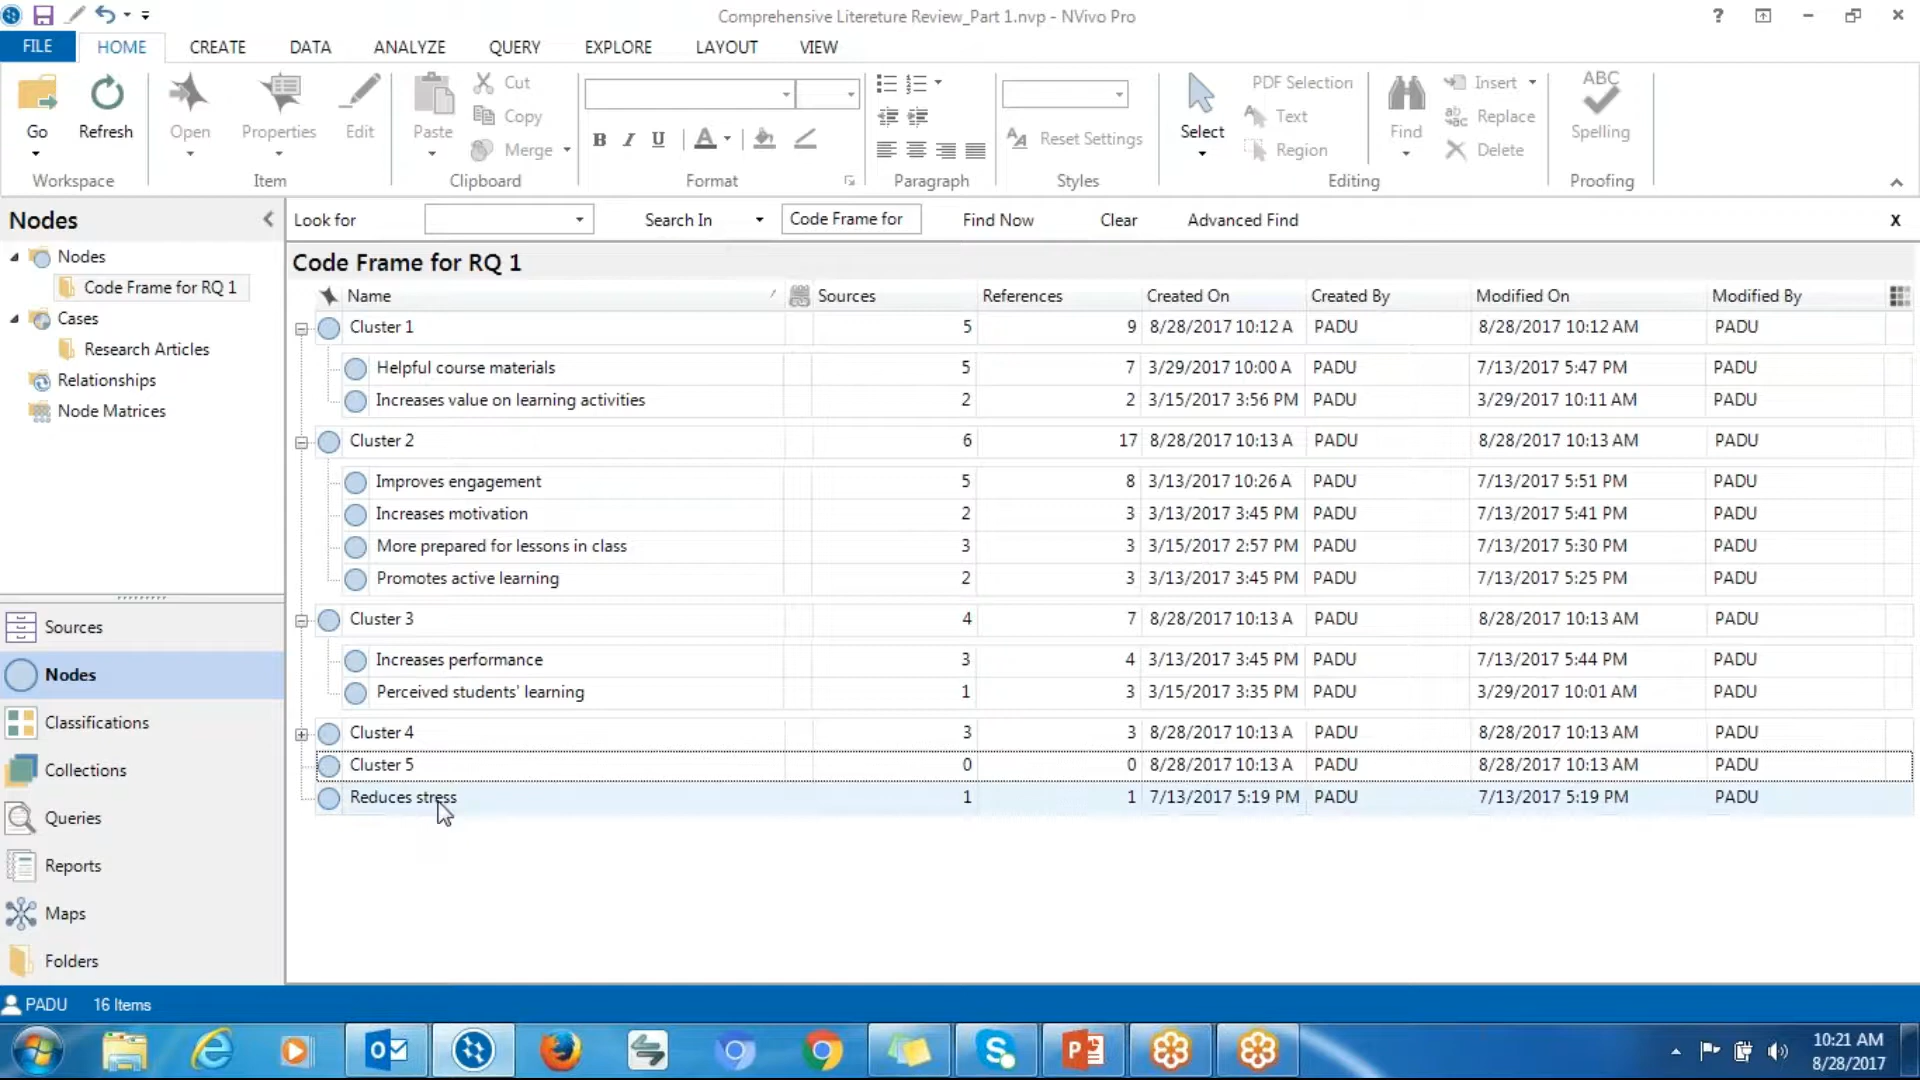 Comprehensive Litereture Review_Part 1.nvp - NVivo Pro
?
FILE HOME CREATE DATA ANALYZE QUERY EXPLORE LAYOUT VIEW
Go Refresh Open Properties Edit Paste Cut Copy Merge
B I U A
Reset Settings
Select PDF Selection Text Region
Find Insert Replace Delete
ABC Spelling
Workspace Item Clipboard Format Paragraph Styles Editing Proofing
Nodes
Nodes
Code Frame for RQ 1
Cases
Research Articles
Relationships
Node Matrices
Sources
Nodes
Classifications
Collections
Queries
Reports
Maps
Folders
Look for Search In Code Frame for Find Now Clear Advanced Find X
Code Frame for RQ 1
Name Sources References Created On Created By Modified On Modified By
Cluster 1 5 9 8/28/2017 10:12 A PADU 8/28/2017 10:12 AM PADU
Helpful course materials 5 7 3/29/2017 10:00 A PADU 7/13/2017 5:47 PM PADU
Increases value on learning activities 2 2 3/15/2017 3:56 PM PADU 3/29/2017 10:11 AM PADU
Cluster 2 6 17 8/28/2017 10:13 A PADU 8/28/2017 10:13 AM PADU
Improves engagement 5 8 3/13/2017 10:26 A PADU 7/13/2017 5:51 PM PADU
Increases motivation 2 3 3/13/2017 3:45 PM PADU 7/13/2017 5:41 PM PADU
More prepared for lessons in class 3 3 3/15/2017 2:57 PM PADU 7/13/2017 5:30 PM PADU
Promotes active learning 2 3 3/13/2017 3:45 PM PADU 7/13/2017 5:25 PM PADU
Cluster 3 4 7 8/28/2017 10:13 A PADU 8/28/2017 10:13 AM PADU
Increases performance 3 4 3/13/2017 3:45 PM PADU 7/13/2017 5:44 PM PADU
Perceived students' learning 1 3 3/15/2017 3:35 PM PADU 3/29/2017 10:01 AM PADU
Cluster 4 3 3 8/28/2017 10:13 A PADU 8/28/2017 10:13 AM PADU
Cluster 5 0 0 8/28/2017 10:13 A PADU 8/28/2017 10:13 AM PADU
Reduces stress 1 1 7/13/2017 5:19 PM PADU 7/13/2017 5:19 PM PADU
PADU 16 Items
10:21 AM
8/28/2017